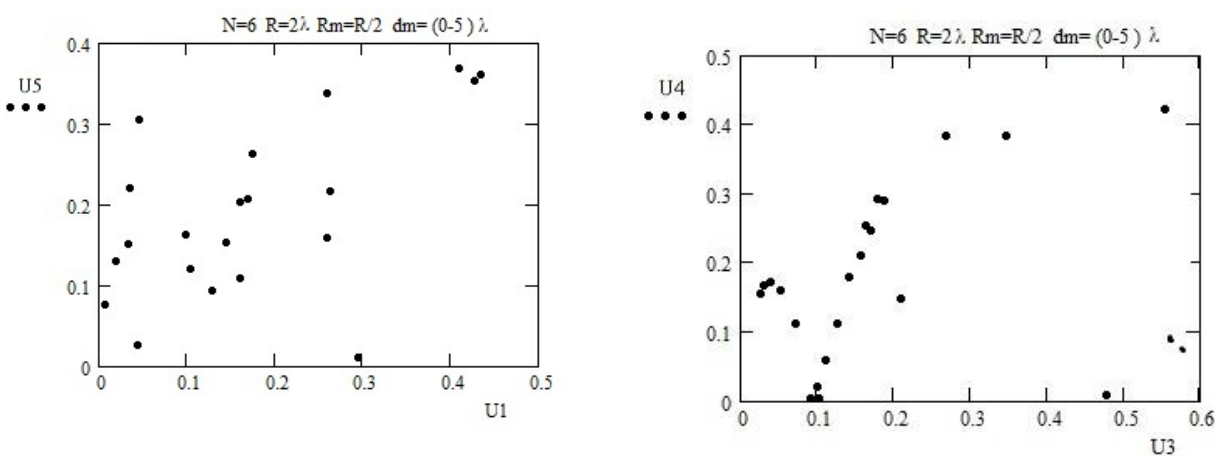 N=6 R=2λ Rm=R/2 dm= (0-5 ) λ
0.4
U5
0.3
0.2
0.1
0
0 0.1 0.2 0.3 0.4 0.5
U1
N=6 R=2λ Rm=R/2 dm= (0-5) λ
0.5
U4
0.4
0.3
0.2
0.1
0
0 0.1 0.2 0.3 0.4 0.5 0.6
U3